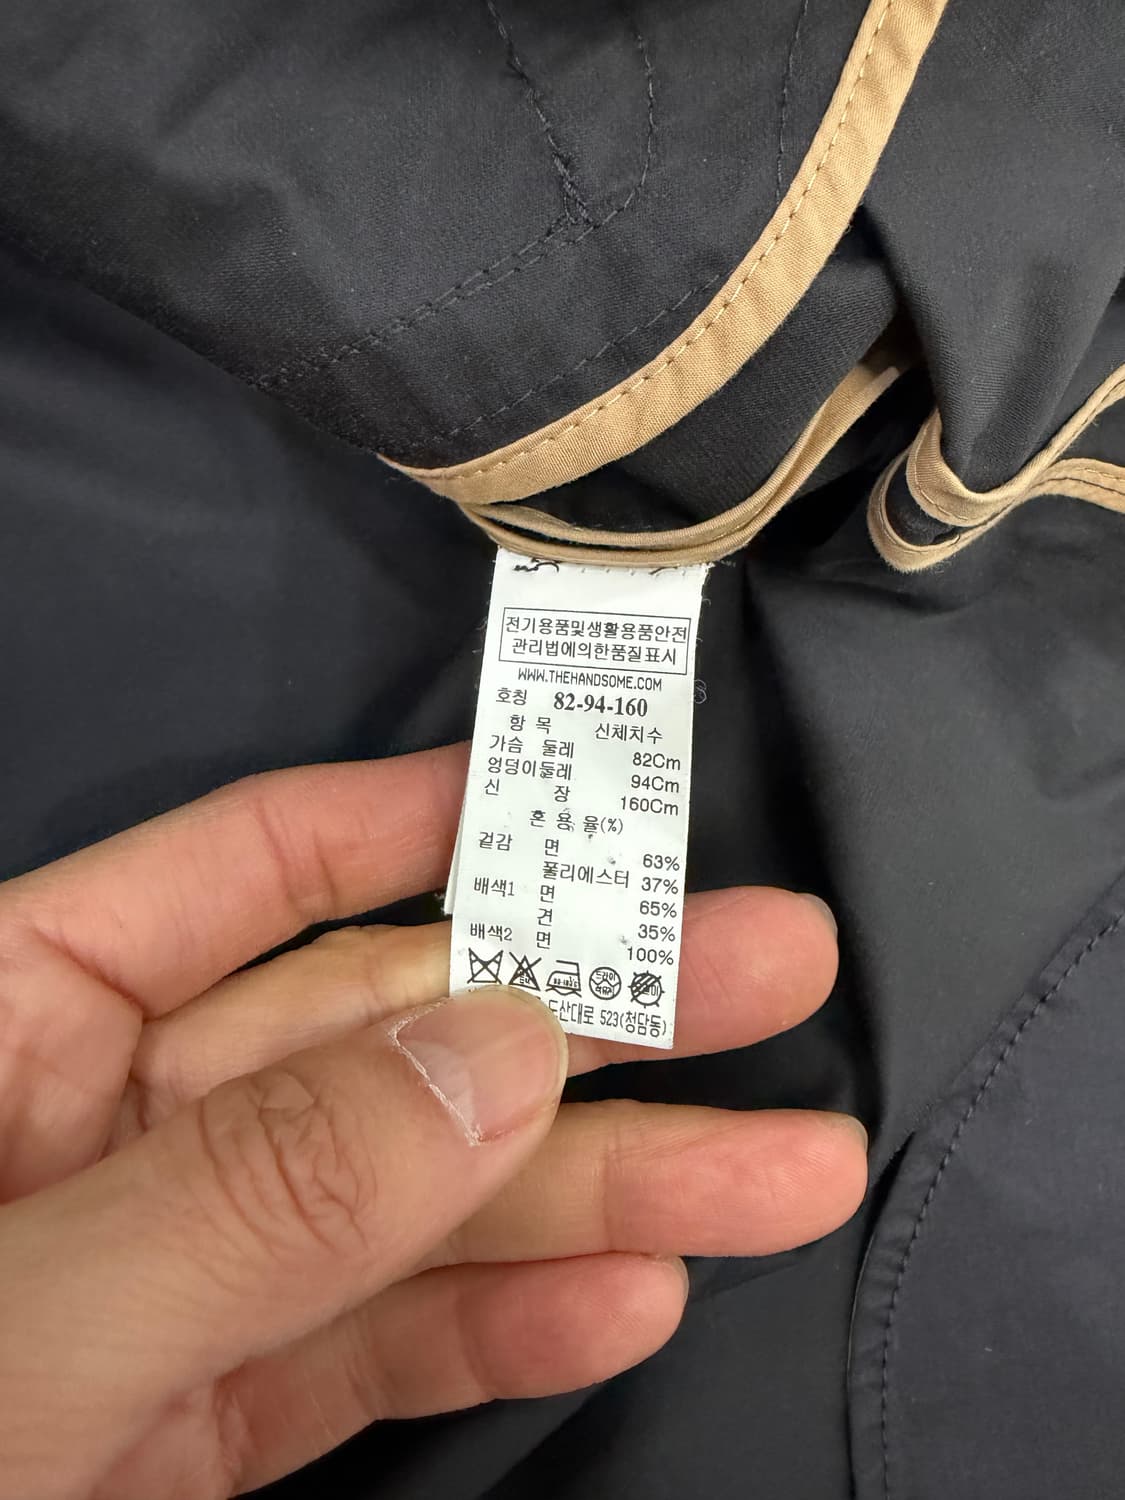 전기용품및생활용품안전
관리법에의한품질표시
WWW.THEHANDSOME.COM
호칭 82-94-160
항 목 신체치수
가슴 둘레 82Cm
엉덩이둘레 94Cm
신 장 160Cm
혼 용 율(%)
겉감 면 63%
폴리에스터 37%
배색1 면 65%
견 35%
배색2 면 100%
드라이
도산대로 523(청담동)